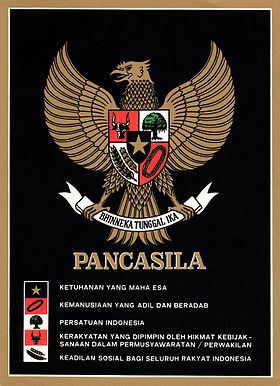 BHINNEKA TUNGGAL IKA
PANCASILA
KETUHANAN YANG MAHA ESA
KEMANUSIAAN YANG ADIL DAN BERADAB
PERSATUAN INDONESIA
KERAKYATAN YANG DIPIMPIN OLEH HIKMAT KEBIJAK-
SANAAN DALAM PERMUSYAWARATAN / PERWAKILAN
KEADILAN SOSIAL BAGI SELURUH RAKYAT INDONESIA